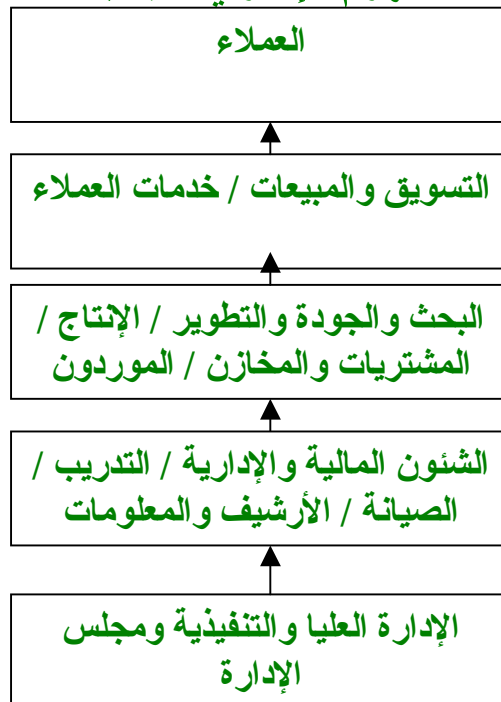 العملاء
التسويق والمبيعات / خدمات العملاء
البحث والجودة والتطوير / الإنتاج /
المشتريات والمخازن / الموردون
الشئون المالية والإدارية / التدريب /
الصيانة / الأرشيف والمعلومات
الإدارة العليا والتنفيذية ومجلس
الإدارة